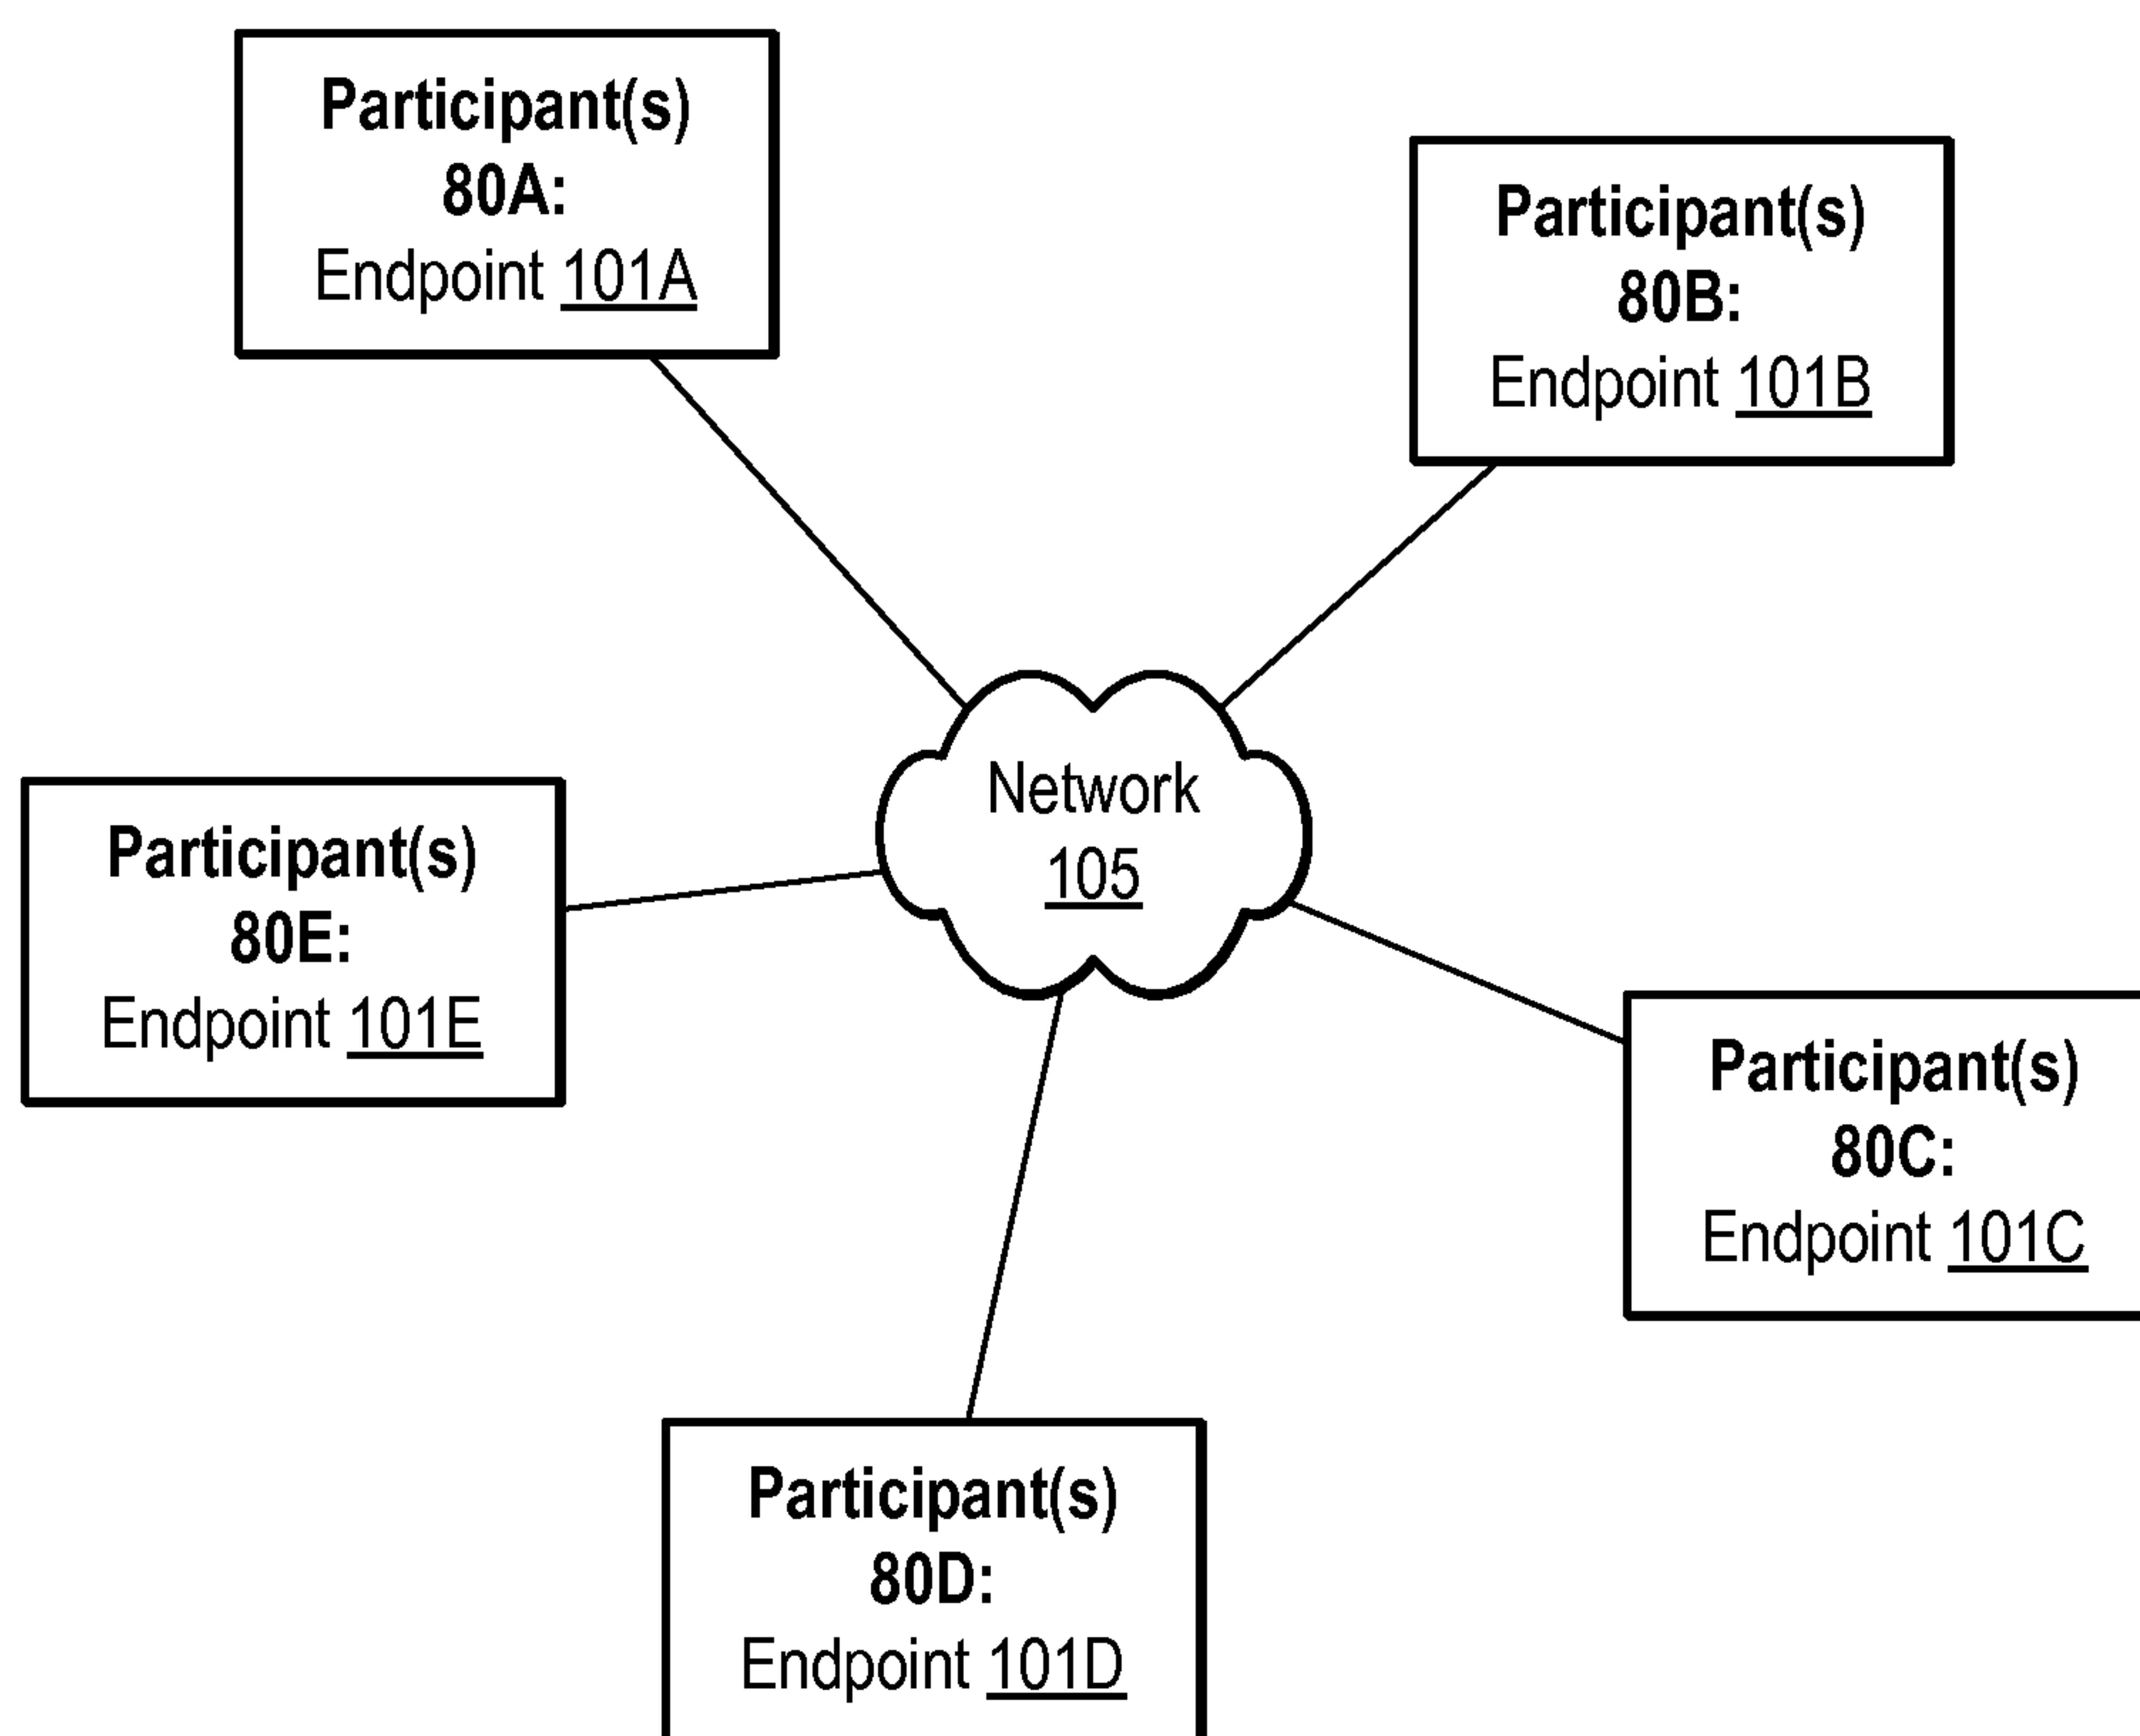 Participant(s)
80A:
Endpoint 101A
Participant(s)
80B:
Endpoint 101B
Network
105
Participant(s)
80E:
Endpoint 101E
Participant(s)
80C:
Endpoint 101C
Participant(s)
80D:
Endpoint 101D